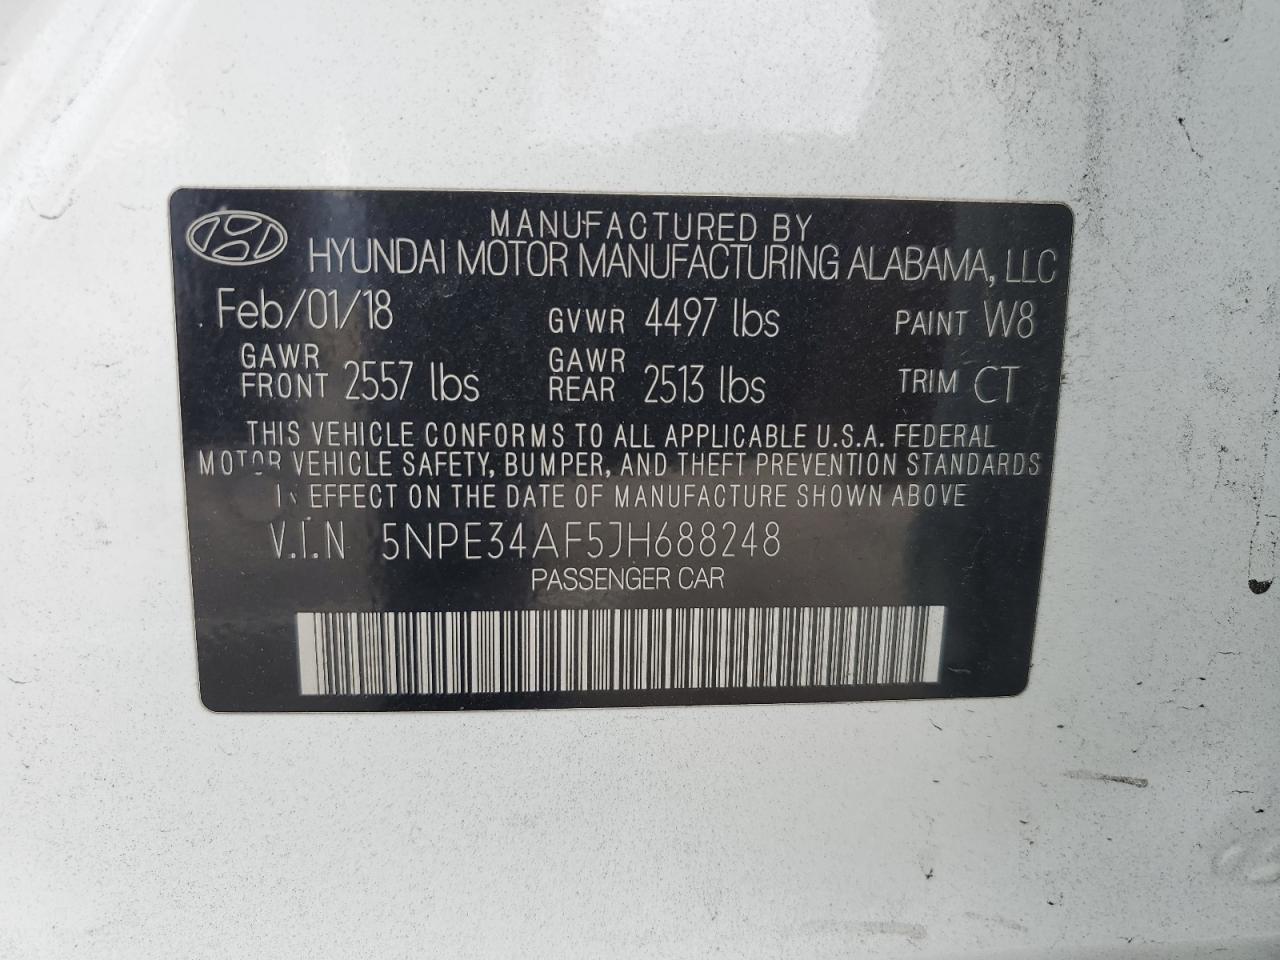 MANUFACTURED BY
HYUNDAI MOTOR MANUFACTURING ALABAMA, LLC
Feb/01/18 GVWR 4497 lbs PAINT W8
GAWR FRONT 2557 lbs GAWR REAR 2513 lbs TRIM CT
THIS VEHICLE CONFORMS TO ALL APPLICABLE U.S.A. FEDERAL
MOTOR VEHICLE SAFETY, BUMPER, AND THEFT PREVENTION STANDARDS
IN EFFECT ON THE DATE OF MANUFACTURE SHOWN ABOVE
V.I.N 5NPE34AF5JH688248
PASSENGER CAR